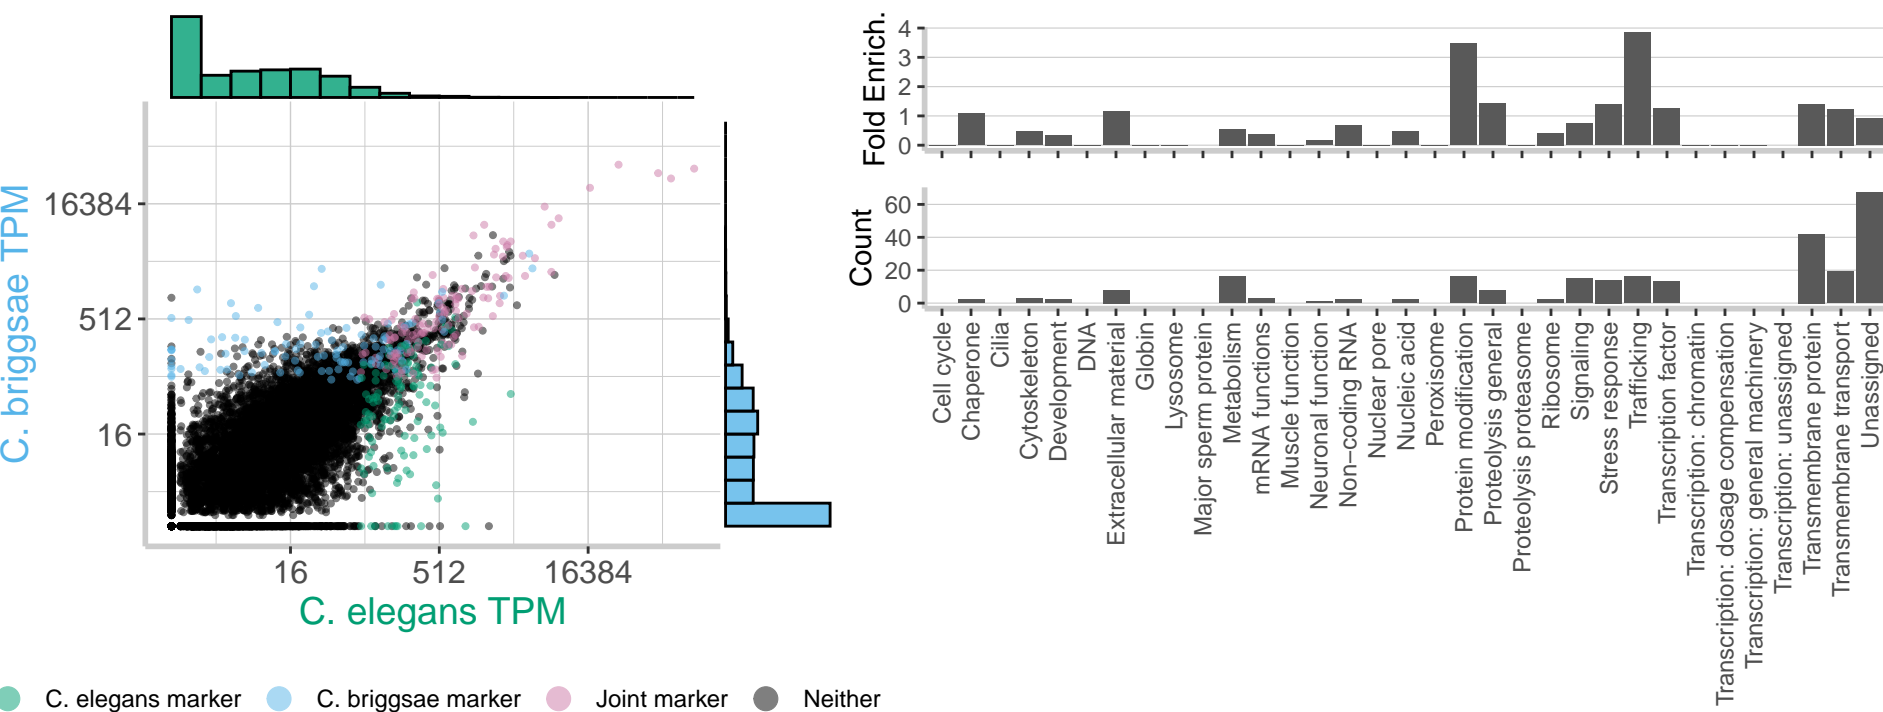 C. briggsae TPM
16384
512
16
16
512
16384
C. elegans TPM
C. elegans marker
C. briggsae marker
Joint marker
Neither
Fold Enrich.
4
3
2
1
0
Count
60
40
20
0
Cell cycle
Chaperone
Cilia
Cytoskeleton
Development
DNA
Extracellular material
Globin
Lysosome
Major sperm protein
Metabolism
mRNA functions
Muscle function
Neuronal function
Non−coding RNA
Nuclear pore
Nucleic acid
Peroxisome
Protein modification
Proteolysis general
Proteolysis proteasome
Ribosome
Signaling
Stress response
Trafficking
Transcription factor
Transcription: chromatin
Transcription: dosage compensation
Transcription: general machinery
Transcription: unassigned
Transmembrane protein
Transmembrane transport
Unassigned